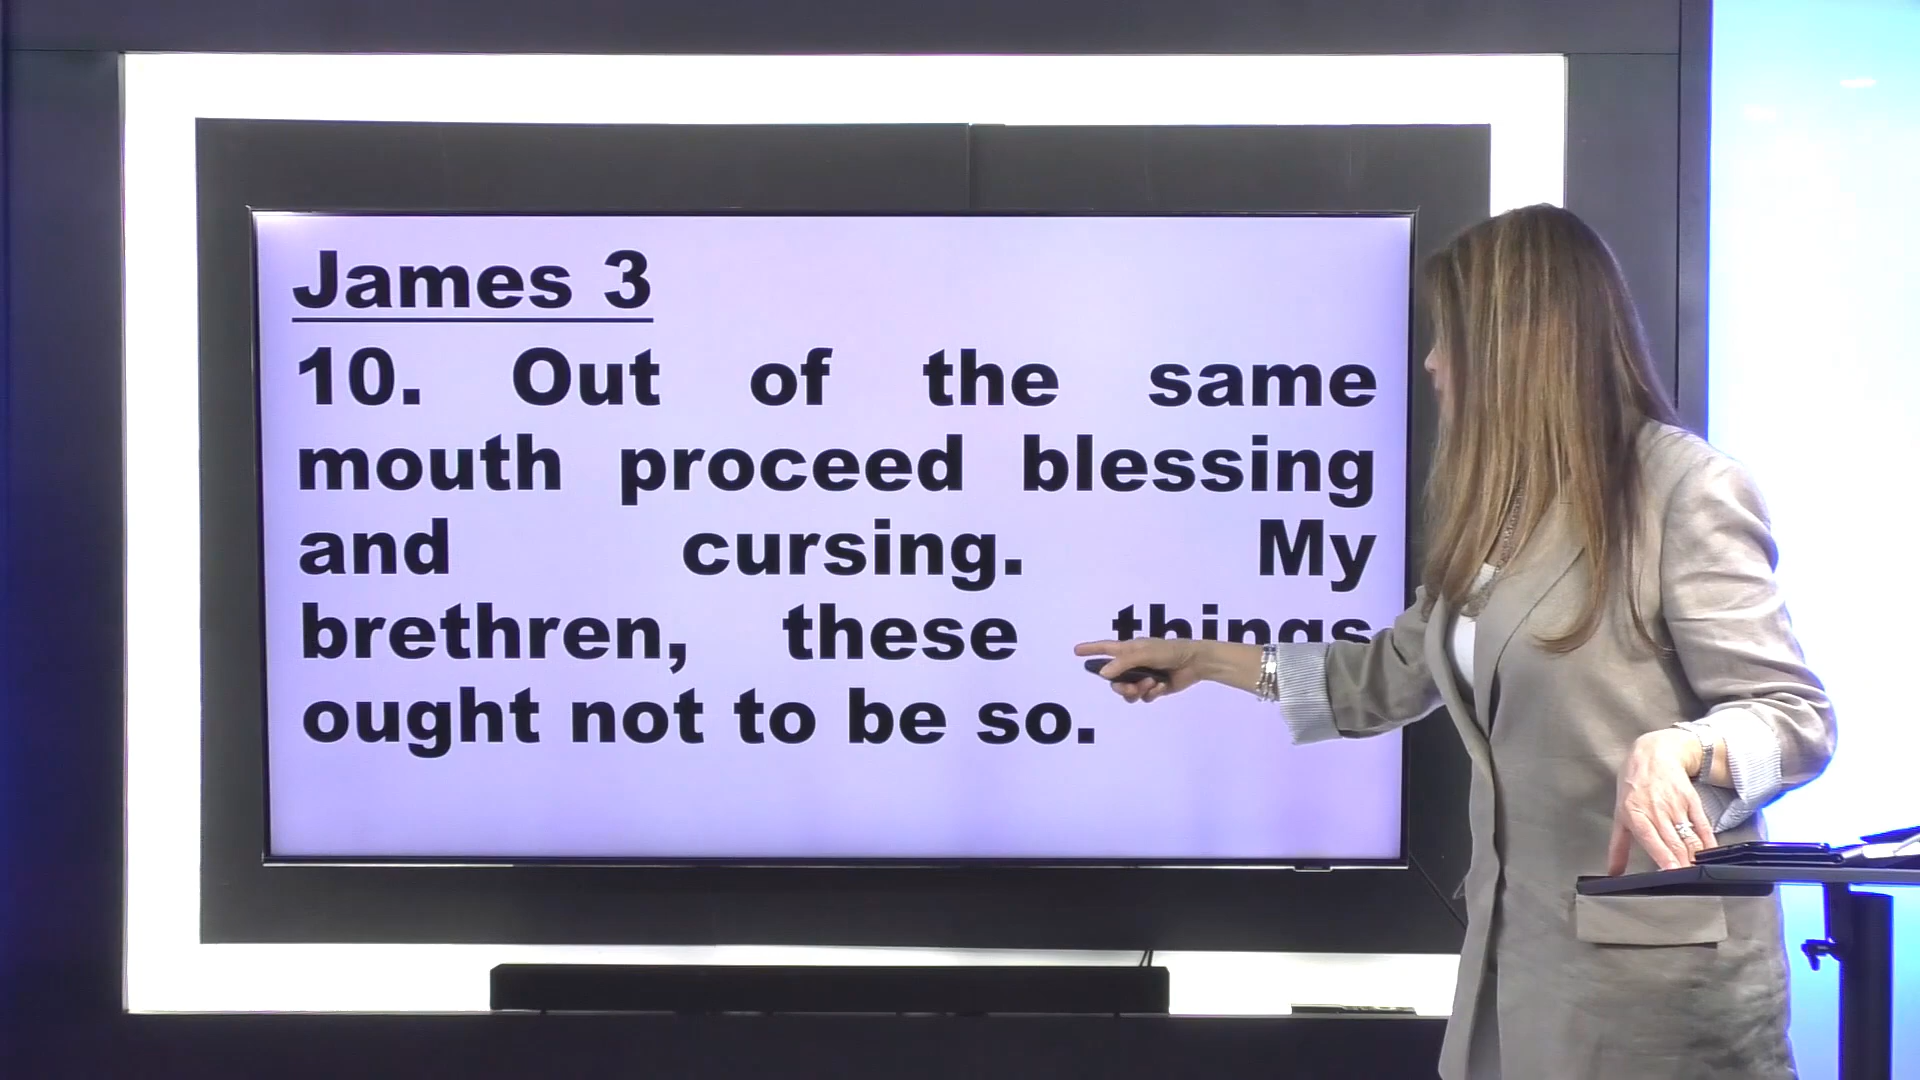 James 3
10. Out of the same
mouth proceed blessing
and cursing. My
brethren, these things
ought not to be so.